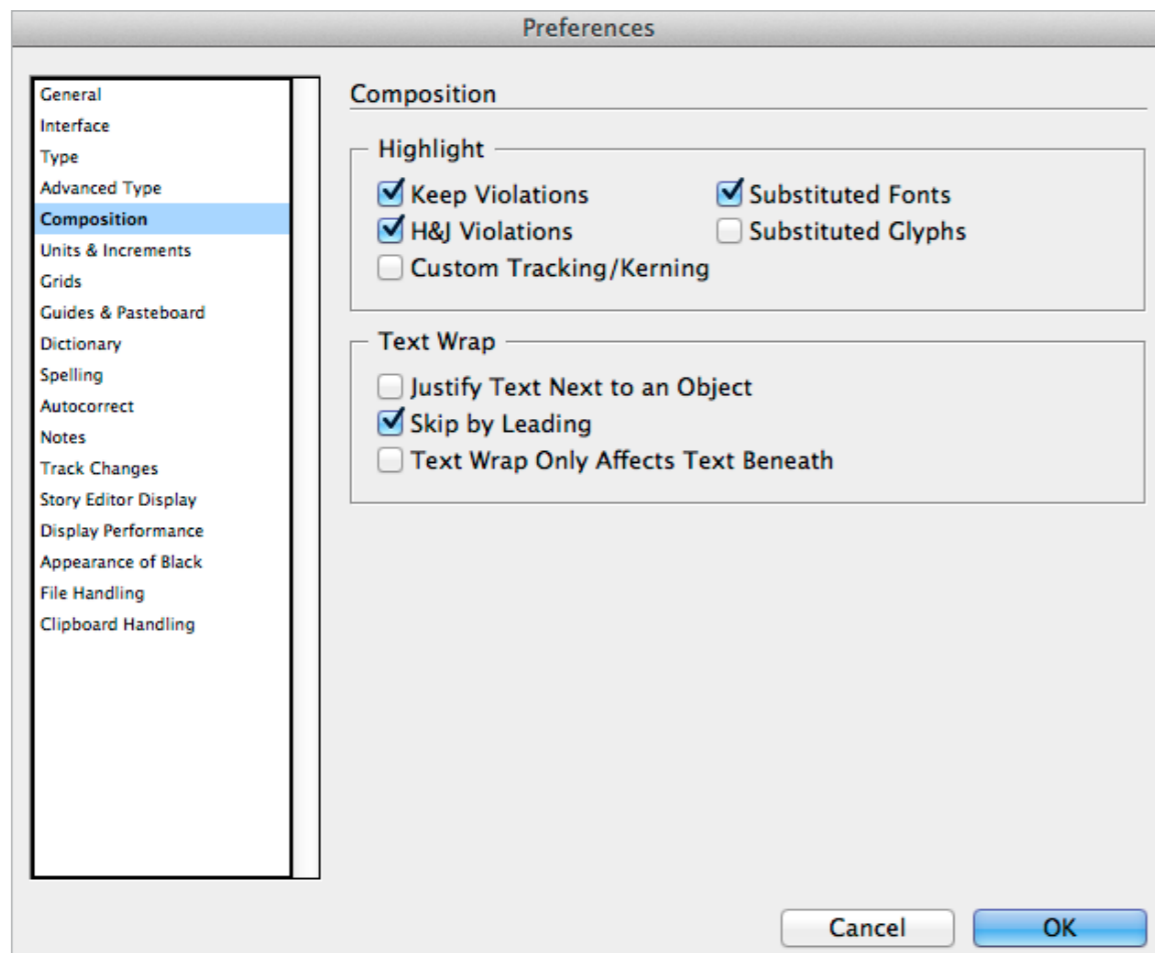 Preferences
General
Interface
Type
Advanced Type
Composition
Units & Increments
Grids
Guides & Pasteboard
Dictionary
Spelling
Autocorrect
Notes
Track Changes
Story Editor Display
Display Performance
Appearance of Black
File Handling
Clipboard Handling
Composition
Highlight
Keep Violations Substituted Fonts
H&J Violations Substituted Glyphs
Custom Tracking/Kerning
Text Wrap
Justify Text Next to an Object
Skip by Leading
Text Wrap Only Affects Text Beneath
Cancel OK